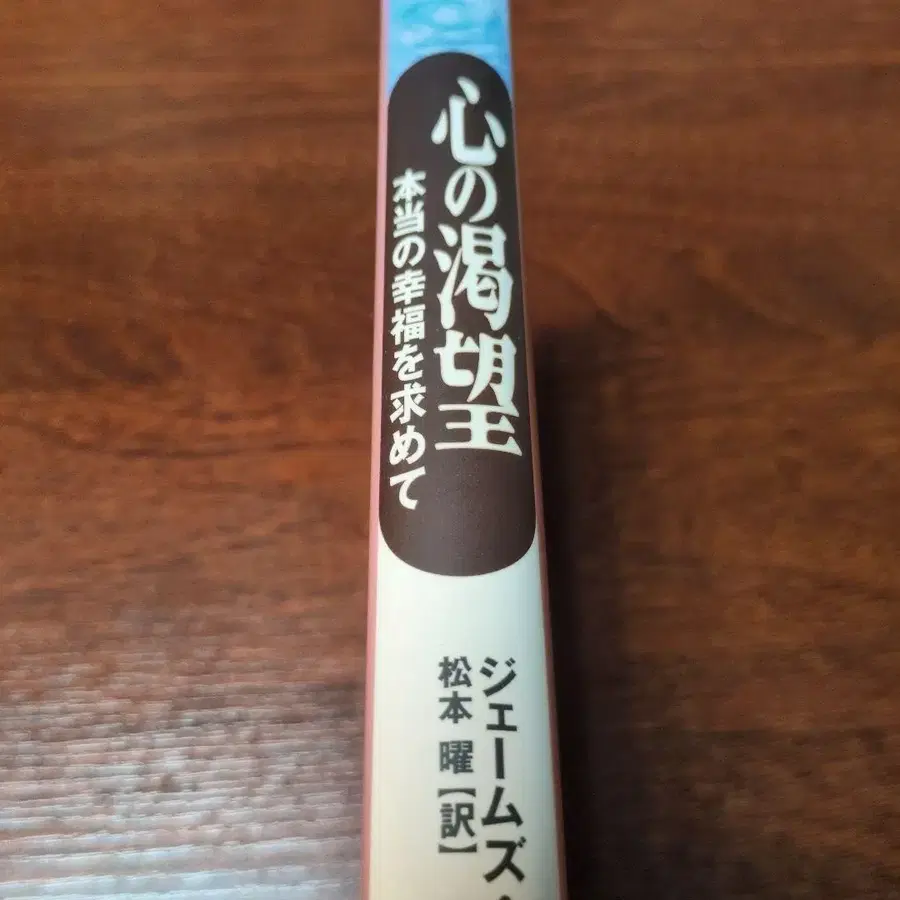 心の渇望
本当の幸福を求めて
ジェームズ・
松本 曜【訳】